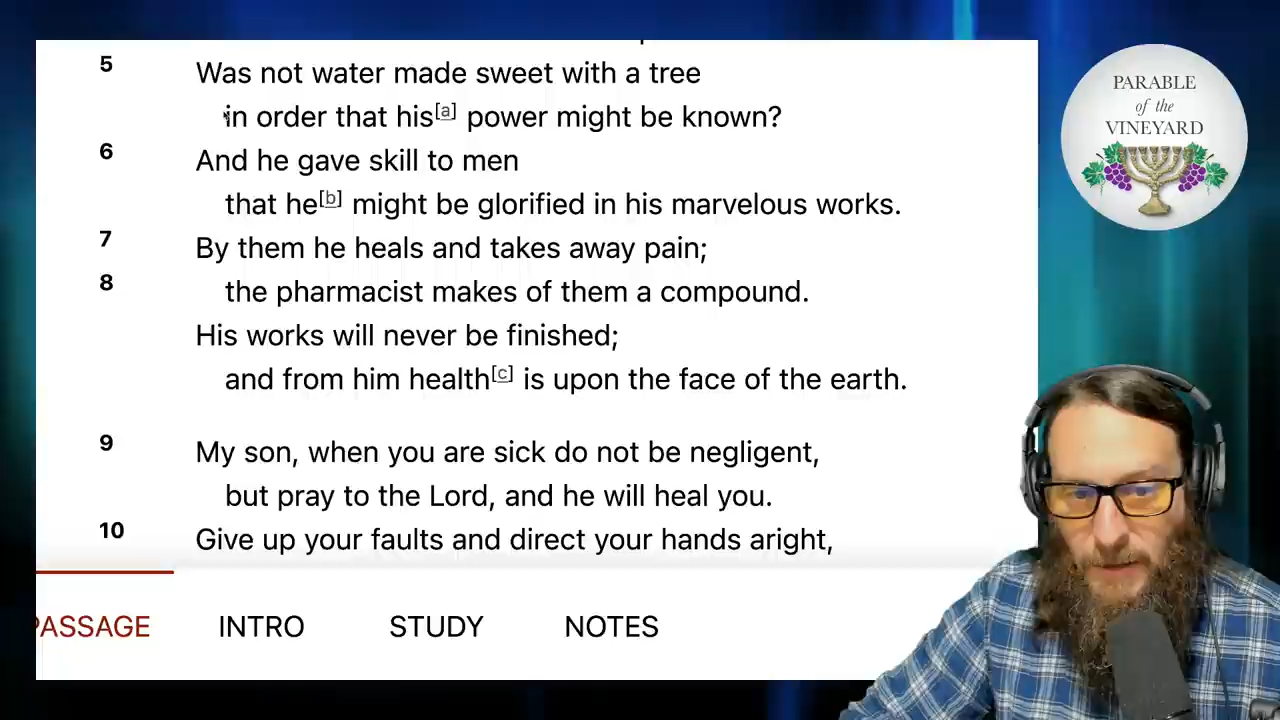 5 Was not water made sweet with a tree
in order that his[a] power might be known?
6 And he gave skill to men
that he[b] might be glorified in his marvelous works.
7 By them he heals and takes away pain;
8 the pharmacist makes of them a compound.
His works will never be finished;
and from him health[c] is upon the face of the earth.
9 My son, when you are sick do not be negligent,
but pray to the Lord, and he will heal you.
10 Give up your faults and direct your hands aright,
PASSAGE INTRO STUDY NOTES
PARABLE
of the
VINEYARD